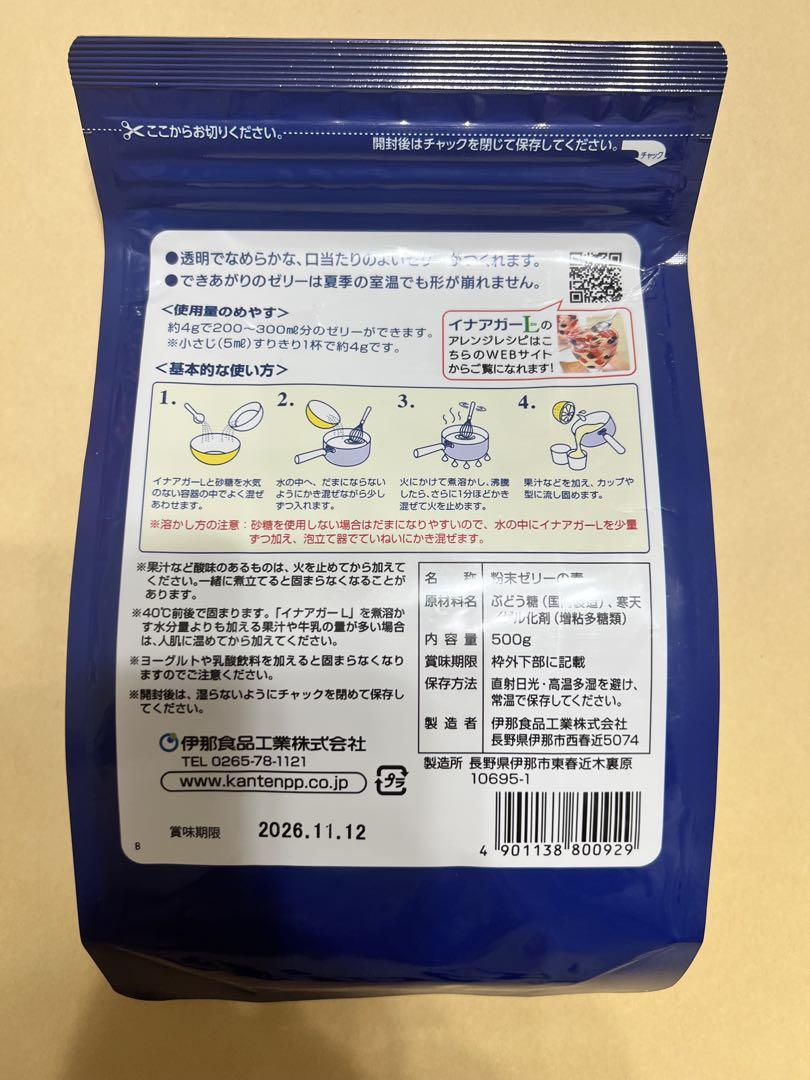 ここからお切りください。
開封後はチャックを閉じて保存してください。
チャック
●透明でなめらかな、口当たりのよいゼリーがつくれます。
●できあがりのゼリーは夏季の室温でも形が崩れません。
<使用量のめやす>
約4gで200〜300mℓ分のゼリーができます。
※小さじ(5mℓ)すりきり1杯で約4gです。
イナアガーLの
アレンジレシピはこ
ちらのWEBサイト
からご覧になれます!
<基本的な使い方>
1.
イナアガーLと砂糖を水気
のない容器の中でよく混ぜ
あわせます。
2.
水の中へ、だまにならない
ようにかき混ぜながら少し
ずつ入れます。
3.
火にかけて煮溶かし、沸騰
したら、さらに1分ほどかき
混ぜて火を止めます。
4.
果汁などを加え、カップや
型に流し固めます。
※溶かし方の注意:砂糖を使用しない場合はだまになりやすいので、水の中にイナアガーLを少量
ずつ加え、泡立て器でていねいにかき混ぜます。
※果汁など酸味のあるものは、火を止めてから加えて
ください。一緒に煮立てると固まらなくなることが
あります。
※40℃前後で固まります。「イナアガーL」を煮溶か
す水分量よりも加える果汁や牛乳の量が多い場合
は、人肌に温めてから加えてください。
※ヨーグルトや乳酸飲料を加えると固まらなくなり
ますのでご注意ください。
※開封後は、湿らないようにチャックを閉めて保存し
てください。
名称 粉末ゼリーの素
原材料名 ぶどう糖(国内製造)、寒天
/ゲル化剤(増粘多糖類)
内容量 500g
賞味期限 枠外下部に記載
保存方法 直射日光・高温多湿を避け、
常温で保存してください。
製造者 伊那食品工業株式会社
長野県伊那市西春近5074
製造所 長野県伊那市東春近木裏原
10695-1
伊那食品工業株式会社
TEL 0265-78-1121
www.kantenpp.co.jp
プラ
賞味期限 2026.11.12
B
4 901138 800929